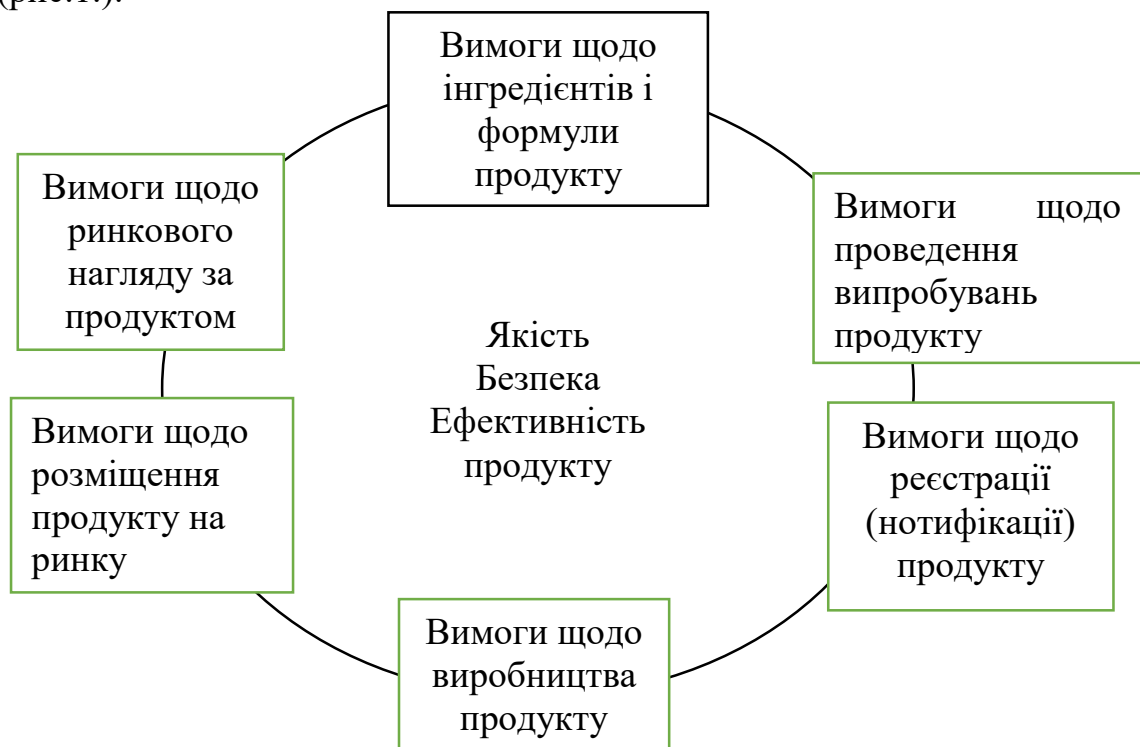 (рис.1.).
Вимоги щодо
інгредієнтів і
формули
продукту
Вимоги щодо
проведення
випробувань
продукту
Вимоги щодо
реєстрації
(нотифікації)
продукту
Вимоги щодо
виробництва
продукту
Вимоги щодо
розміщення
продукту на
ринку
Вимоги щодо
ринкового
нагляду за
продуктом
Якість
Безпека
Ефективність
продукту